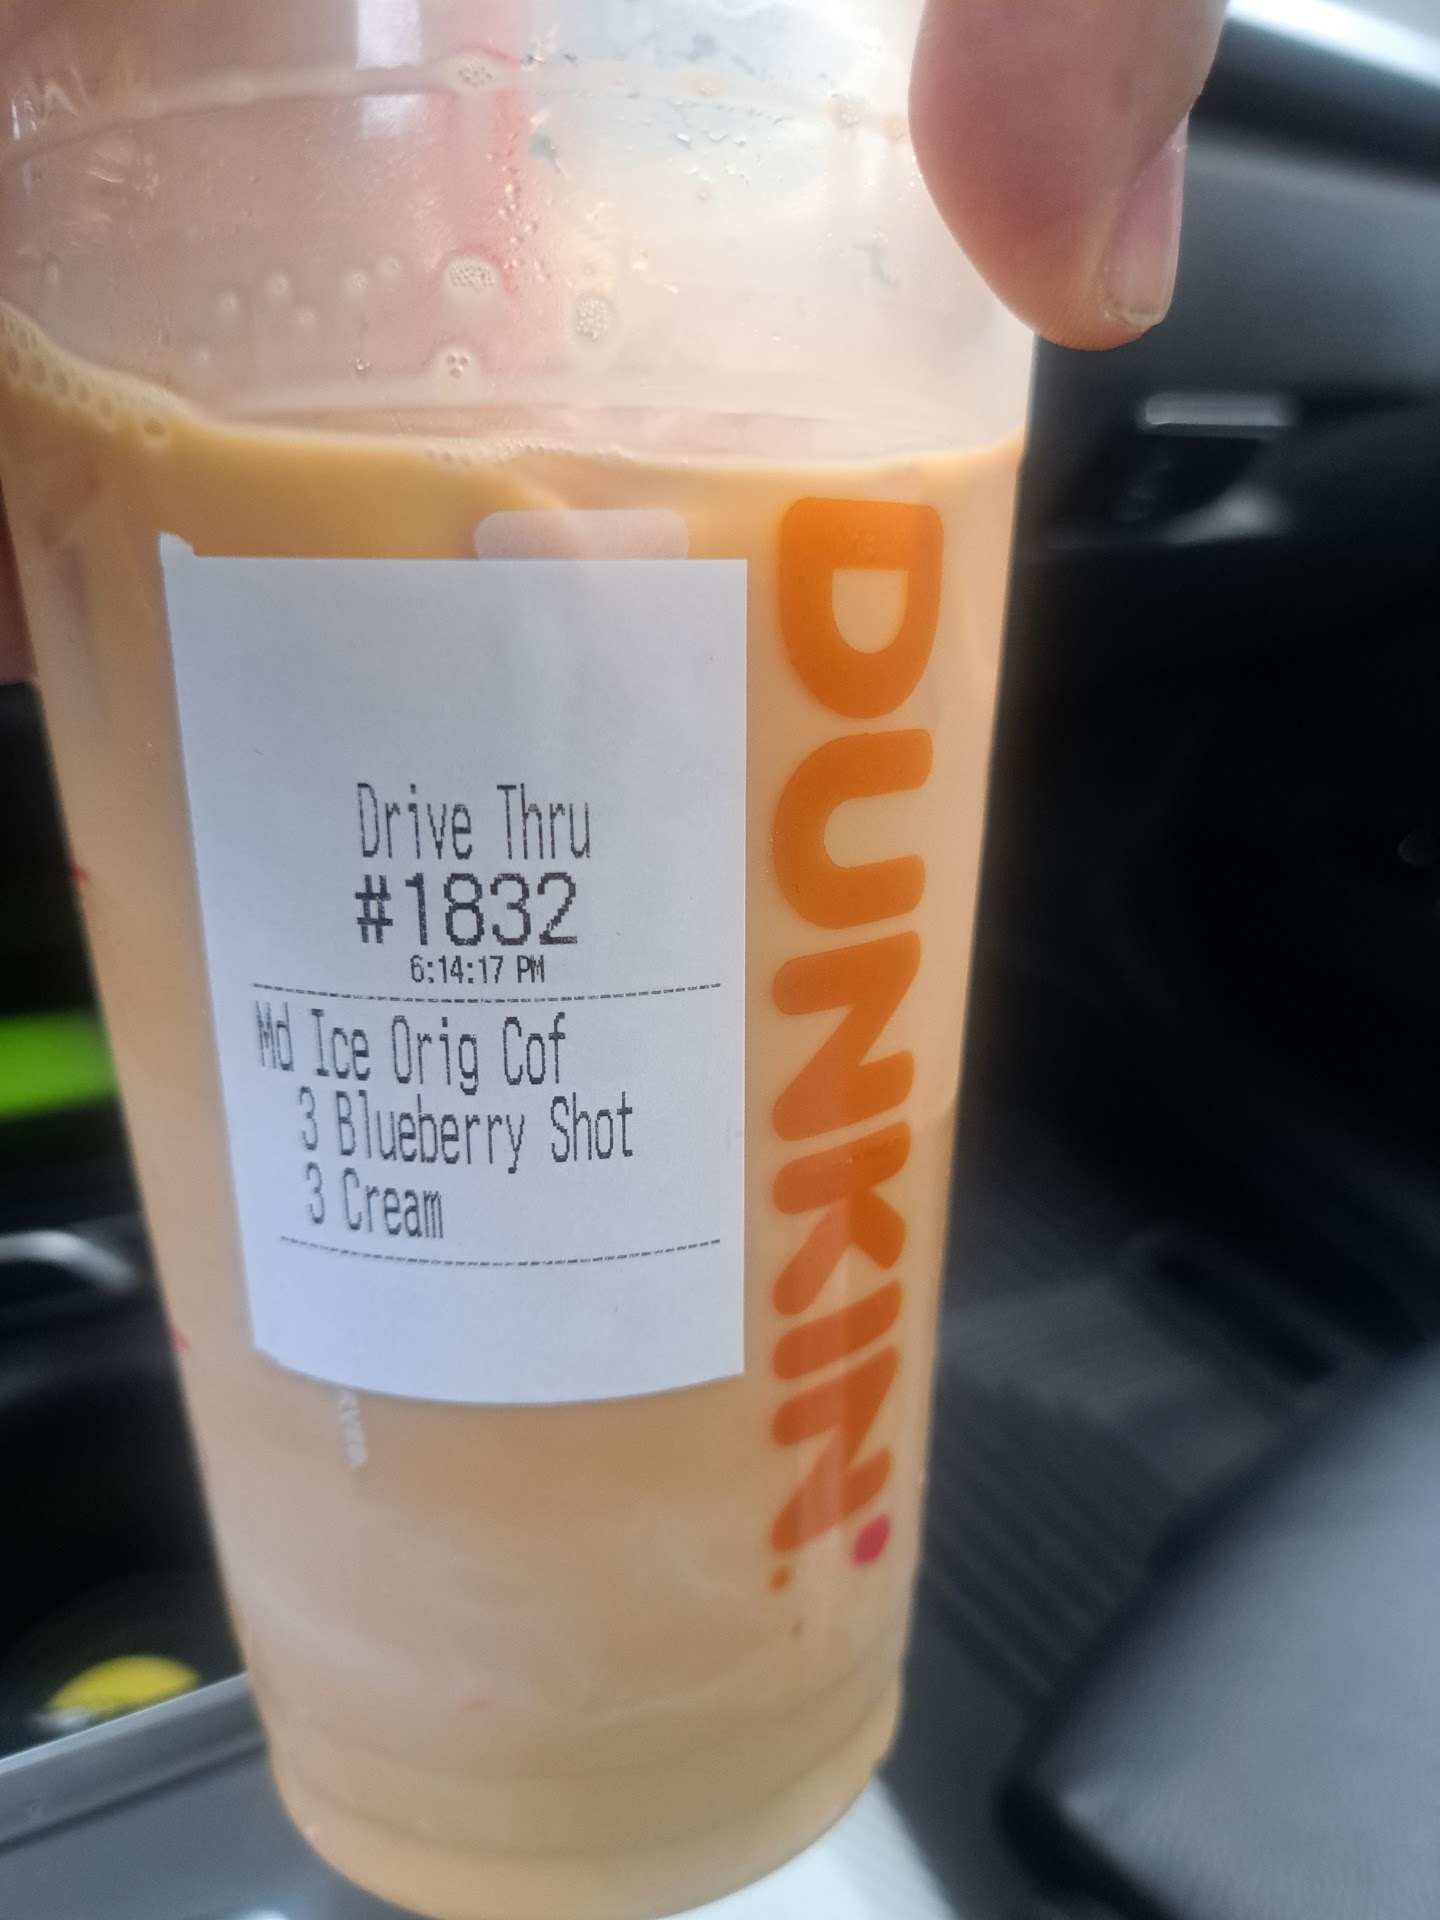 Drive Thru
#1832
6:14:17 PM
Md Ice Orig Cof
3 Blueberry Shot
3 Cream
DUNKIN'